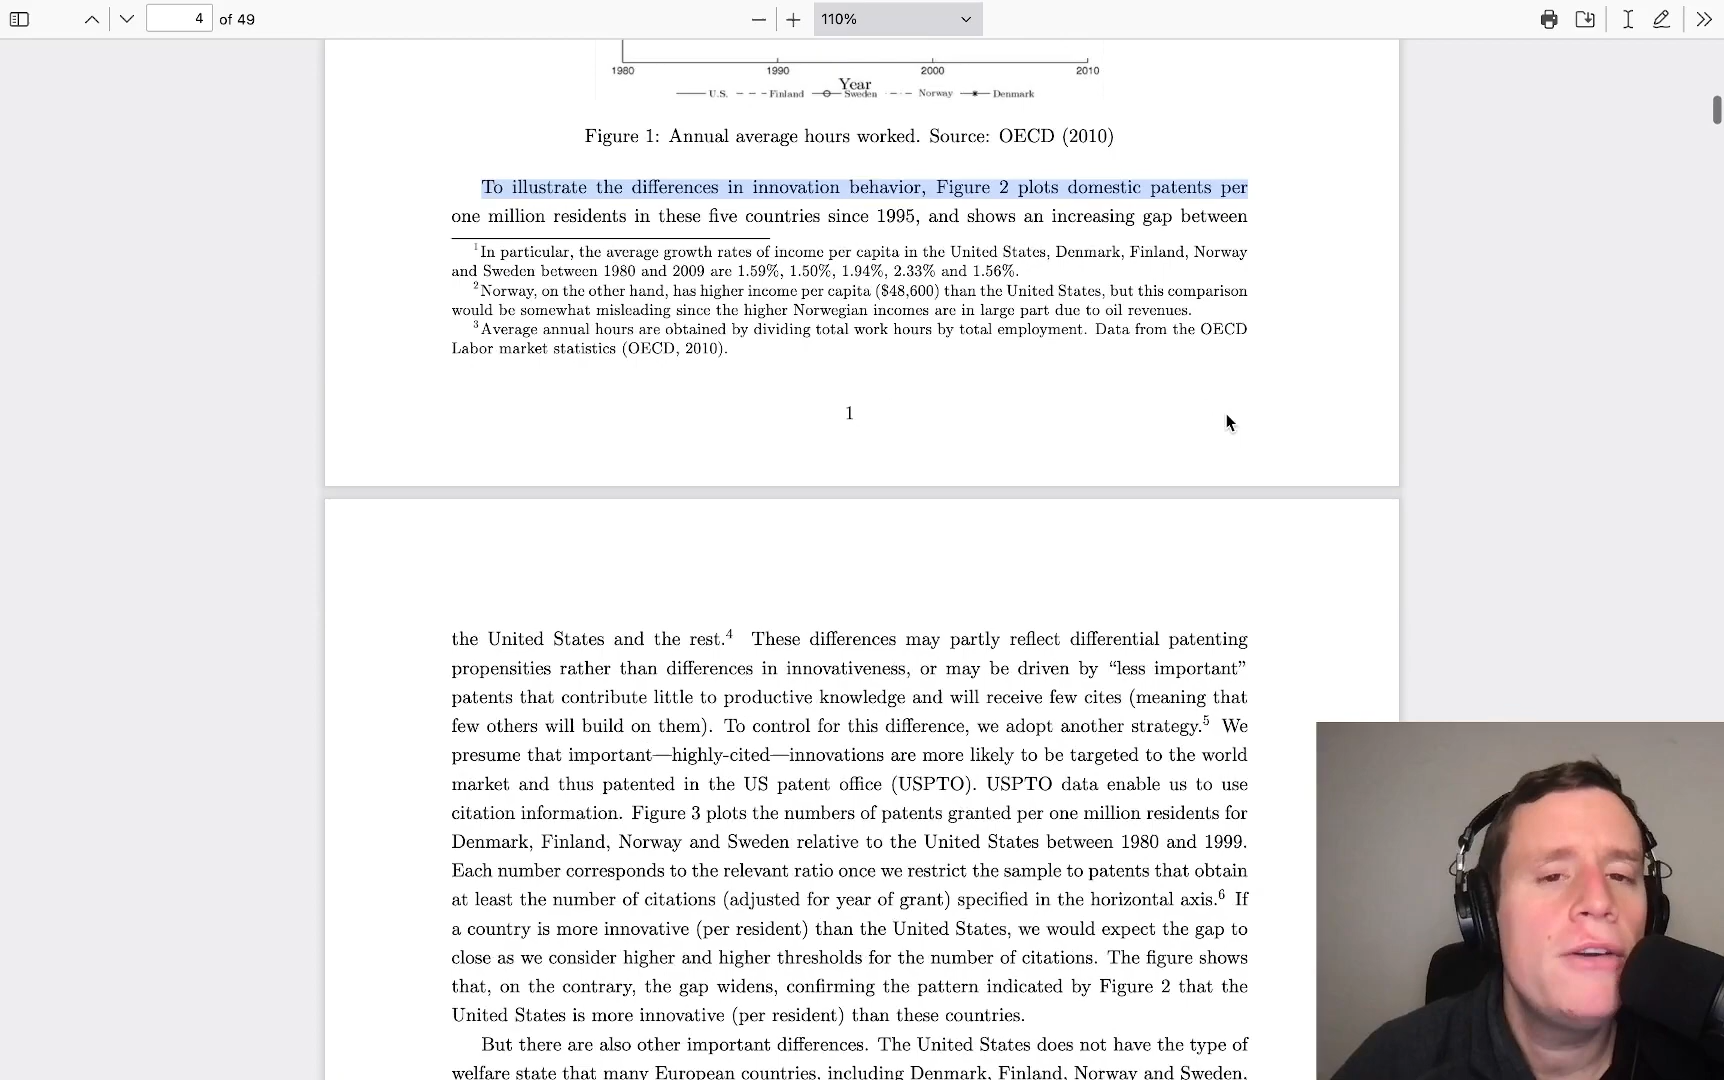 4 of 49
110%
1980 1990 2000 2010
Year
U.S. Finland Sweden Norway Denmark
Figure 1: Annual average hours worked. Source: OECD (2010)
To illustrate the differences in innovation behavior, Figure 2 plots domestic patents per
one million residents in these five countries since 1995, and shows an increasing gap between
1In particular, the average growth rates of income per capita in the United States, Denmark, Finland, Norway
and Sweden between 1980 and 2009 are 1.59%, 1.50%, 1.94%, 2.33% and 1.56%.
2Norway, on the other hand, has higher income per capita ($48,600) than the United States, but this comparison
would be somewhat misleading since the higher Norwegian incomes are in large part due to oil revenues.
3Average annual hours are obtained by dividing total work hours by total employment. Data from the OECD
Labor market statistics (OECD, 2010).
1
the United States and the rest.4 These differences may partly reflect differential patenting
propensities rather than differences in innovativeness, or may be driven by “less important”
patents that contribute little to productive knowledge and will receive few cites (meaning that
few others will build on them). To control for this difference, we adopt another strategy.5 We
presume that important—highly-cited—innovations are more likely to be targeted to the world
market and thus patented in the US patent office (USPTO). USPTO data enable us to use
citation information. Figure 3 plots the numbers of patents granted per one million residents for
Denmark, Finland, Norway and Sweden relative to the United States between 1980 and 1999.
Each number corresponds to the relevant ratio once we restrict the sample to patents that obtain
at least the number of citations (adjusted for year of grant) specified in the horizontal axis.6 If
a country is more innovative (per resident) than the United States, we would expect the gap to
close as we consider higher and higher thresholds for the number of citations. The figure shows
that, on the contrary, the gap widens, confirming the pattern indicated by Figure 2 that the
United States is more innovative (per resident) than these countries.
But there are also other important differences. The United States does not have the type of
welfare state that many European countries, including Denmark, Finland, Norway and Sweden,